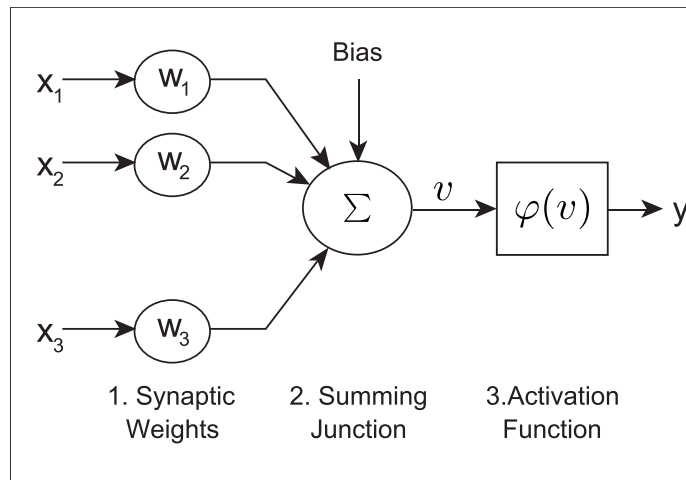 Bias
x₁
w₁
x₂
w₂
Σ
v
φ(v)
y
x₃
w₃
1. Synaptic
Weights
2. Summing
Junction
3.Activation
Function